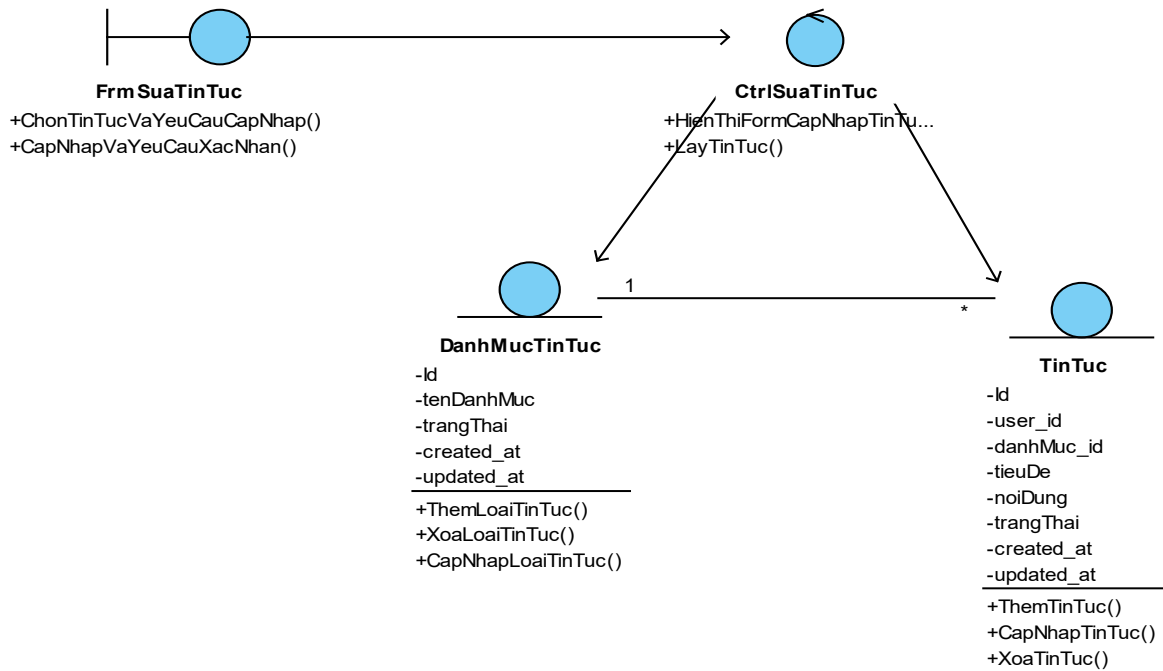 FrmSuaTinTuc
+ChonTinTucVaYeuCauCapNhap()
+CapNhapVaYeuCauXacNhan()
CtrlSuaTinTuc
+HienThiFormCapNhapTinTu...
+LayTinTuc()
1
*
DanhMucTinTuc
-Id
-tenDanhMuc
-trangThai
-created_at
-updated_at
+ThemLoaiTinTuc()
+XoaLoaiTinTuc()
+CapNhapLoaiTinTuc()
TinTuc
-Id
-user_id
-danhMuc_id
-tieuDe
-noiDung
-trangThai
-created_at
-updated_at
+ThemTinTuc()
+CapNhapTinTuc()
+XoaTinTuc()